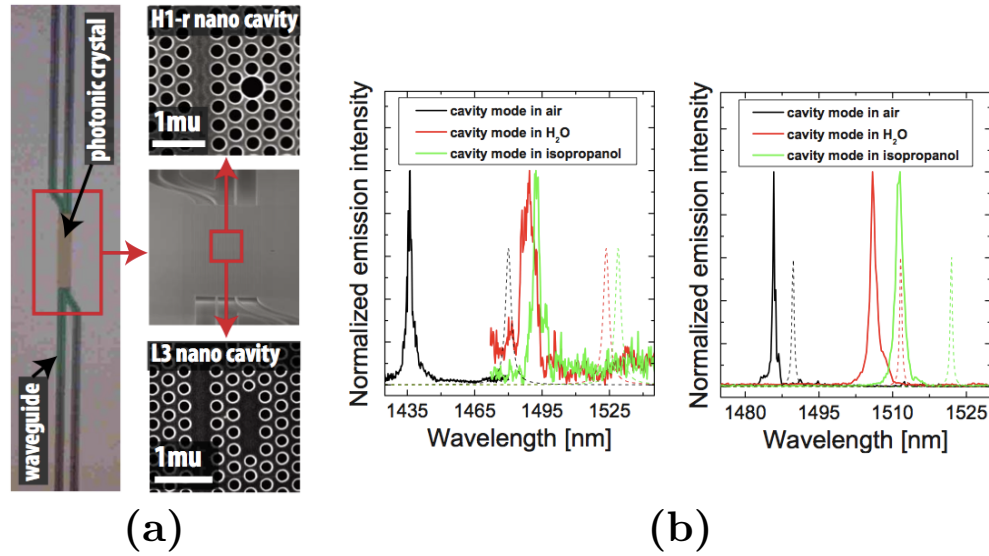 H1-r nano cavity
1mu
photonic crystal
waveguide
L3 nano cavity
1mu
(a)
Normalized emission intensity
cavity mode in air
cavity mode in H₂O
cavity mode in isopropanol
1435 1465 1495 1525
Wavelength [nm]
Normalized emission intensity
cavity mode in air
cavity mode in H₂O
cavity mode in isopropanol
1480 1495 1510 1525
Wavelength [nm]
(b)